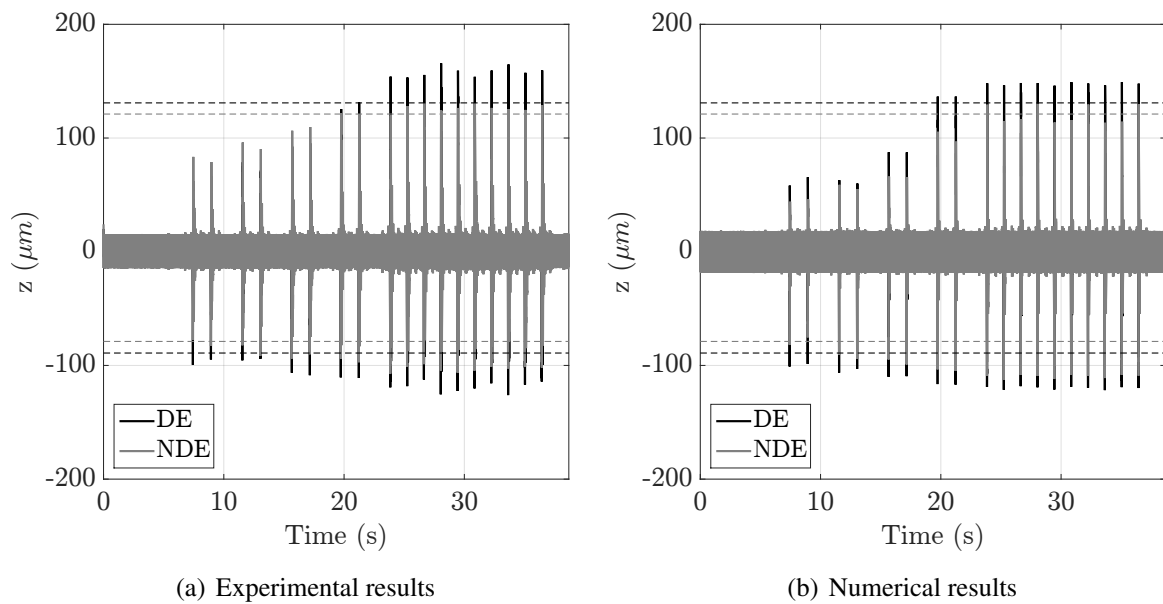 200
100
0
-100
-200
z (μm)
0 10 20 30
Time (s)
DE
NDE
(a) Experimental results
200
100
0
-100
-200
z (μm)
0 10 20 30
Time (s)
DE
NDE
(b) Numerical results